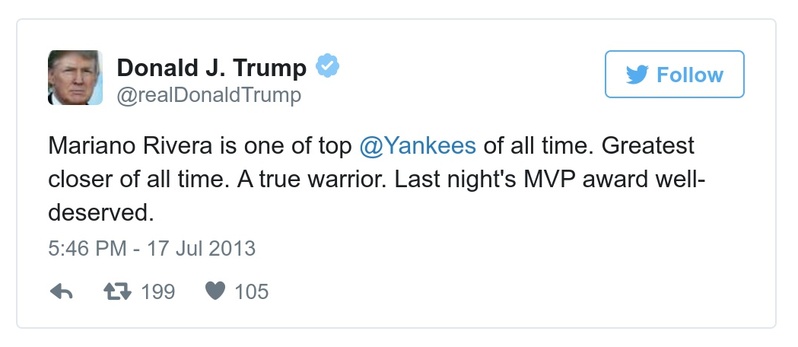 Donald J. Trump
@realDonaldTrump
Follow
Mariano Rivera is one of top @Yankees of all time. Greatest
closer of all time. A true warrior. Last night's MVP award well-
deserved.
5:46 PM - 17 Jul 2013
199 105